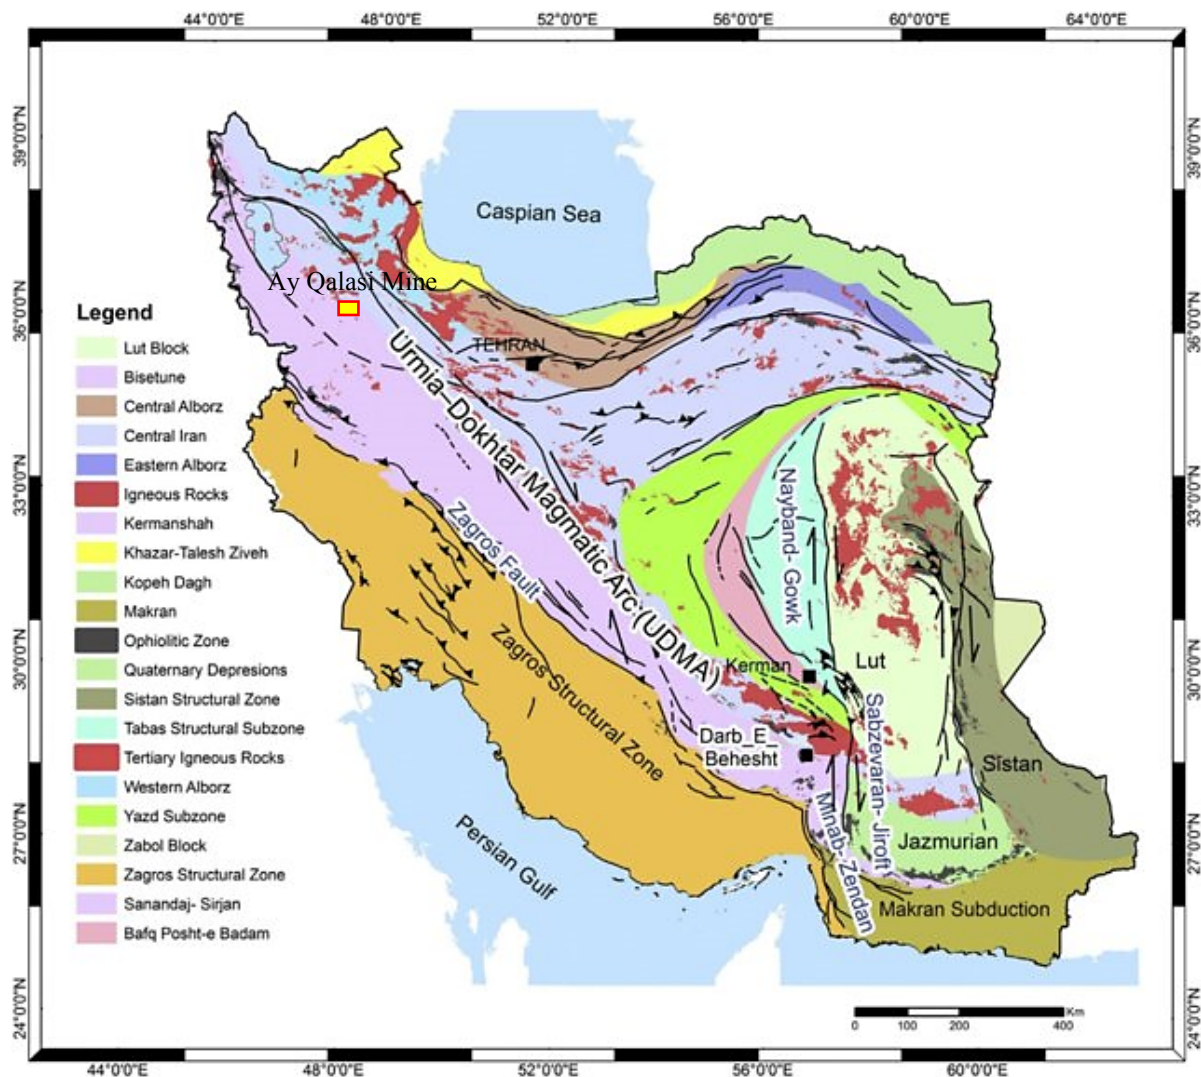 44°0'0"E 48°0'0"E 52°0'0"E 56°0'0"E 60°0'0"E 64°0'0"E
39°0'0"N
36°0'0"N
33°0'0"N
30°0'0"N
27°0'0"N
24°0'0"N
Caspian Sea
Ay Qalasi Mine
TEHRAN
Urmia-Dokhtar Magmatic Arc (UDMA)
Zagros Fault
Zagros Structural Zone
Nayband- Gowk
Kerman
Lut
Darb_E_
Behesht
Sabzevaran- Jiroft
Minab- Zendan
Sistan
Jazmurian
Makran Subduction
Persian Gulf
Legend
Lut Block
Bisetune
Central Alborz
Central Iran
Eastern Alborz
Igneous Rocks
Kermanshah
Khazar-Talesh Ziveh
Kopeh Dagh
Makran
Ophiolitic Zone
Quaternary Depresions
Sistan Structural Zone
Tabas Structural Subzone
Tertiary Igneous Rocks
Western Alborz
Yazd Subzone
Zabol Block
Zagros Structural Zone
Sanandaj- Sirjan
Bafq Posht-e Badam
Km
0 100 200 400
39°0'0"N
36°0'0"N
33°0'0"N
30°0'0"N
27°0'0"N
24°0'0"N
44°0'0"E 48°0'0"E 52°0'0"E 56°0'0"E 60°0'0"E